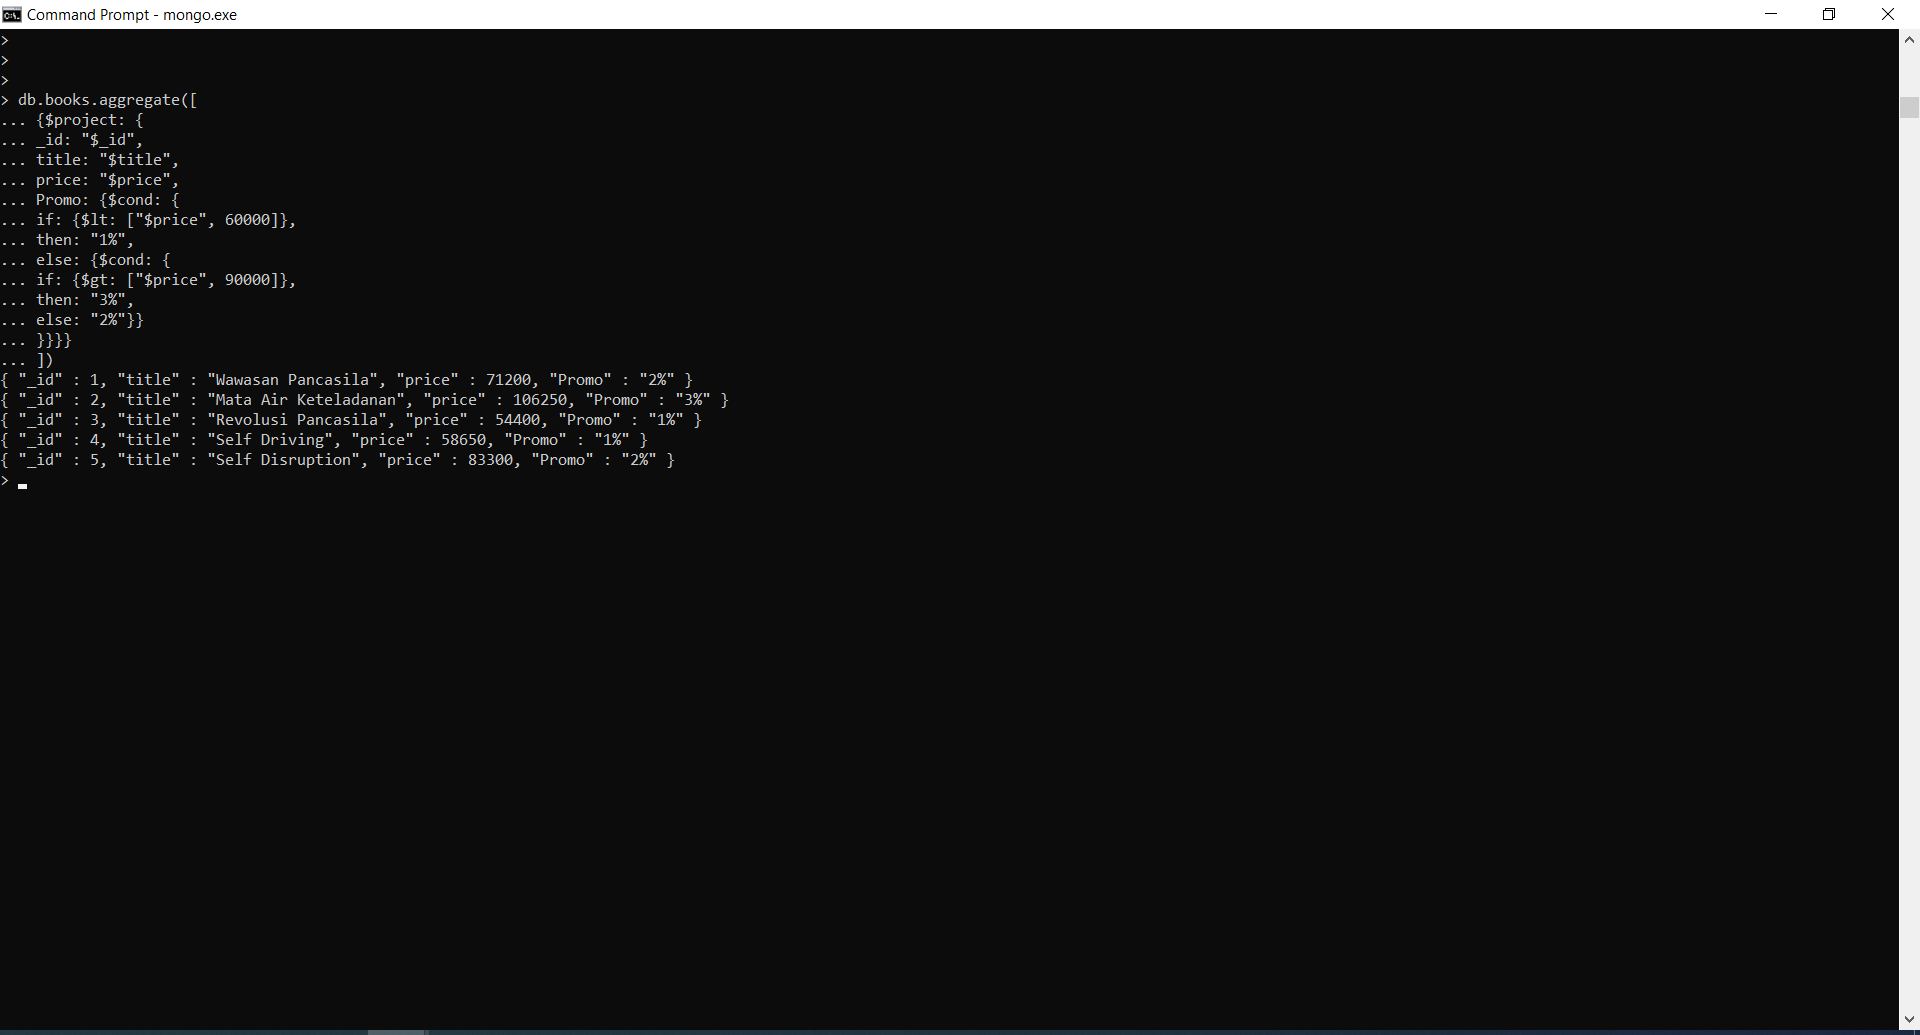 Command Prompt - mongo.exe
>
>
>
> db.books.aggregate([
... {$project: {
... _id: "$_id",
... title: "$title",
... price: "$price",
... Promo: {$cond: {
... if: {$lt: ["$price", 60000]},
... then: "1%",
... else: {$cond: {
... if: {$gt: ["$price", 90000]},
... then: "3%",
... else: "2%"}}
... }}}}
... ])
{ "_id" : 1, "title" : "Wawasan Pancasila", "price" : 71200, "Promo" : "2%" }
{ "_id" : 2, "title" : "Mata Air Keteladanan", "price" : 106250, "Promo" : "3%" }
{ "_id" : 3, "title" : "Revolusi Pancasila", "price" : 54400, "Promo" : "1%" }
{ "_id" : 4, "title" : "Self Driving", "price" : 58650, "Promo" : "1%" }
{ "_id" : 5, "title" : "Self Disruption", "price" : 83300, "Promo" : "2%" }
>